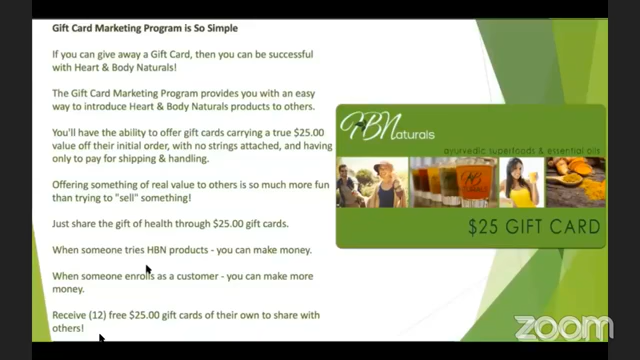 Gift Card Marketing Program is So Simple
If you can give away a Gift Card, then you can be successful
with Heart & Body Naturals!
The Gift Card Marketing Program provides you with an easy
way to introduce Heart & Body Naturals products to others.
You'll have the ability to offer gift cards carrying a true $25.00
value off their initial order, with no strings attached, and having
only to pay for shipping & handling.
Offering something of real value to others is so much more fun
than trying to "sell" something!
Just share the gift of health through $25.00 gift cards.
When someone tries HBN products - you can make money.
When someone enrolls as a customer - you can make more
money.
Receive (12) free $25.00 gift cards of their own to share with
others!
HBNaturals
ayurvedic superfoods & essential oils
$25 GIFT CARD
zoom